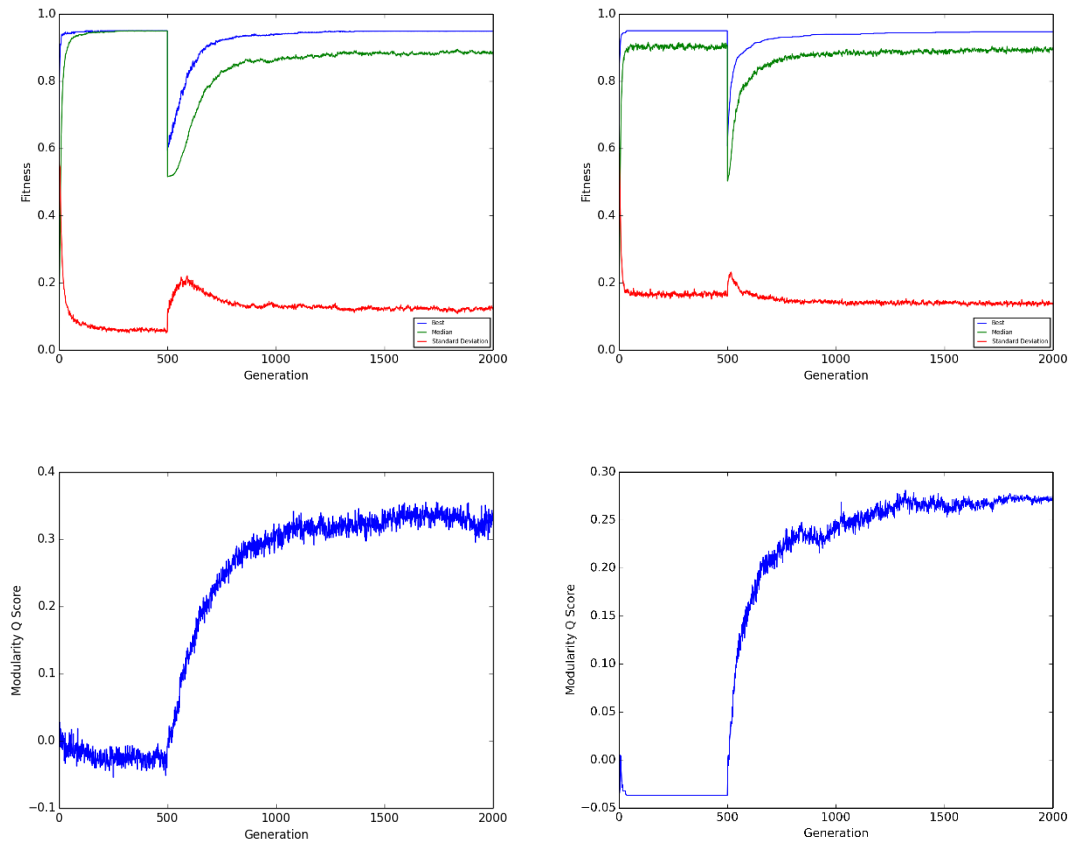 1.0
0.8
0.6
0.4
0.2
0.0
Fitness
0 500 1000 1500 2000
Generation
Best
Median
Standard Deviation
1.0
0.8
0.6
0.4
0.2
0.0
Fitness
0 500 1000 1500 2000
Generation
Best
Median
Standard Deviation
0.4
0.3
0.2
0.1
0.0
−0.1
Modularity Q Score
0 500 1000 1500 2000
Generation
0.30
0.25
0.20
0.15
0.10
0.05
0.00
−0.05
Modularity Q Score
0 500 1000 1500 2000
Generation